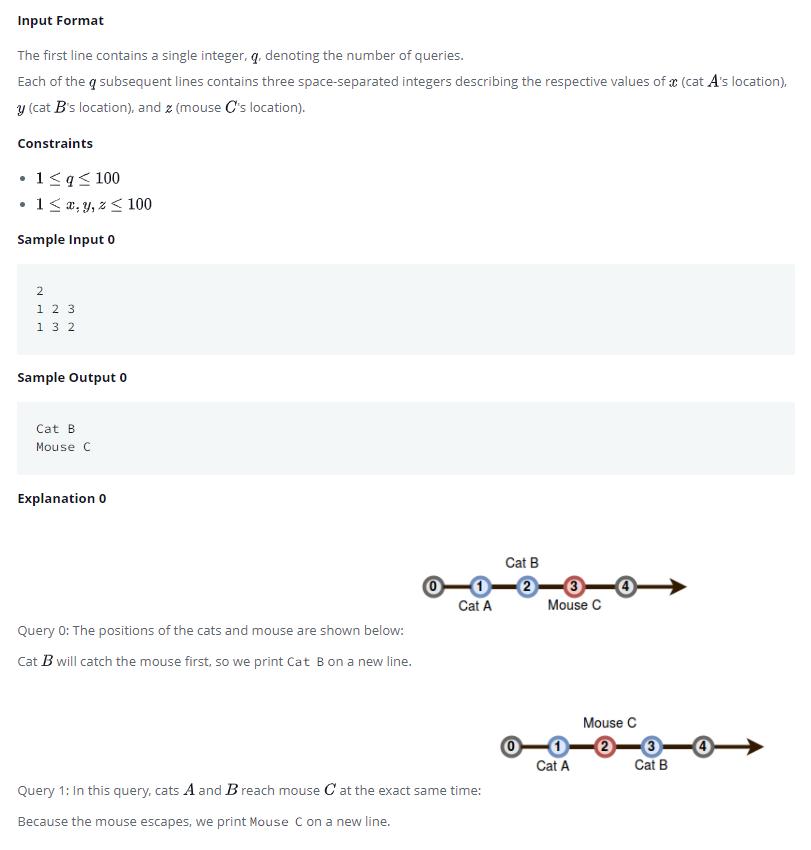 Input Format
The first line contains a single integer, q, denoting the number of queries.
Each of the q subsequent lines contains three space-separated integers describing the respective values of x (cat A's location),
y (cat B's location), and z (mouse C's location).
Constraints
• 1 ≤ q ≤ 100
• 1 ≤ x, y, z ≤ 100
Sample Input 0
2
1 2 3
1 3 2
Sample Output 0
Cat B
Mouse C
Explanation 0
Cat B
0 1 2 3 4
Cat A Mouse C
Query 0: The positions of the cats and mouse are shown below:
Cat B will catch the mouse first, so we print Cat B on a new line.
Mouse C
0 1 2 3 4
Cat A Cat B
Query 1: In this query, cats A and B reach mouse C at the exact same time:
Because the mouse escapes, we print Mouse C on a new line.